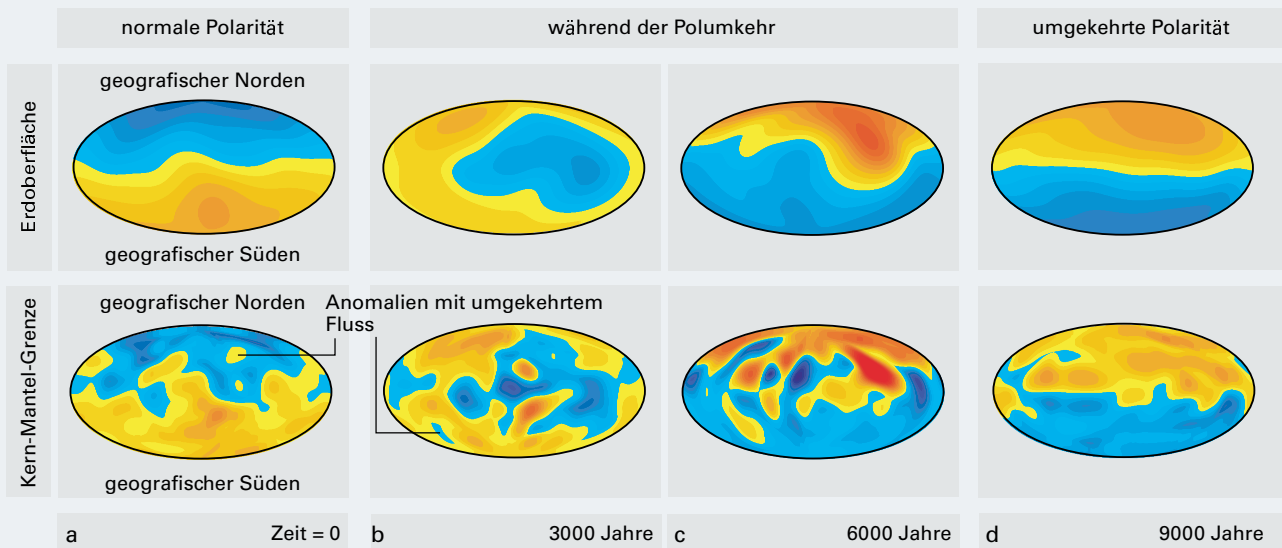 normale Polarität
während der Polumkehr
umgekehrte Polarität
Erdoberfläche
geografischer Norden
geografischer Süden
Kern-Mantel-Grenze
geografischer Norden
Anomalien mit umgekehrtem
Fluss
geografischer Süden
a Zeit = 0
b 3000 Jahre
c 6000 Jahre
d 9000 Jahre